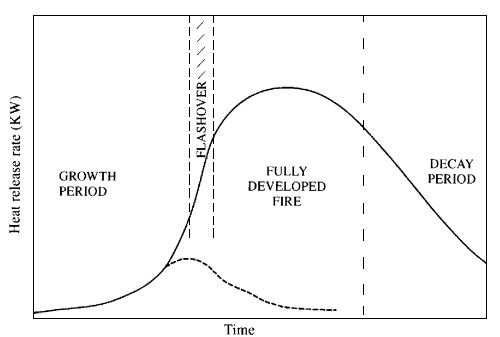 Heat release rate (KW)
GROWTH
PERIOD
FLASHOVER
FULLY
DEVELOPED
FIRE
DECAY
PERIOD
Time